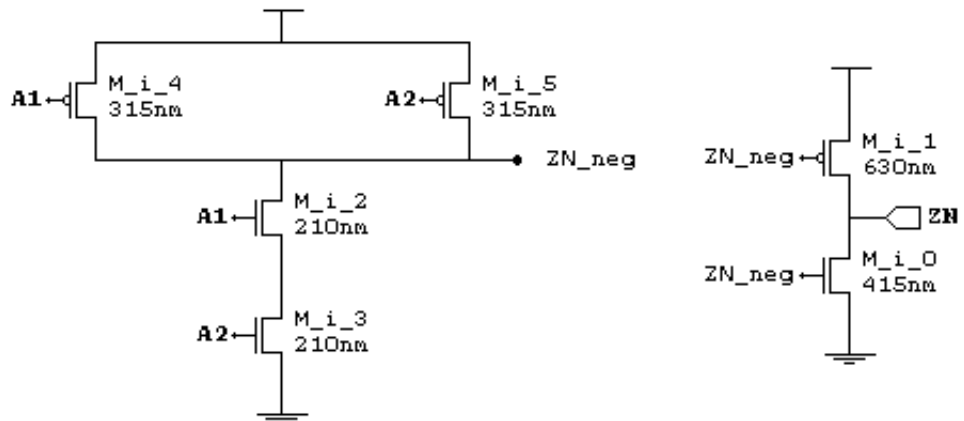 A1
M_i_4
315nm
A2
M_i_5
315nm
ZN_neg
A1
M_i_2
210nm
A2
M_i_3
210nm
ZN_neg
M_i_1
630nm
ZN
ZN_neg
M_i_0
415nm